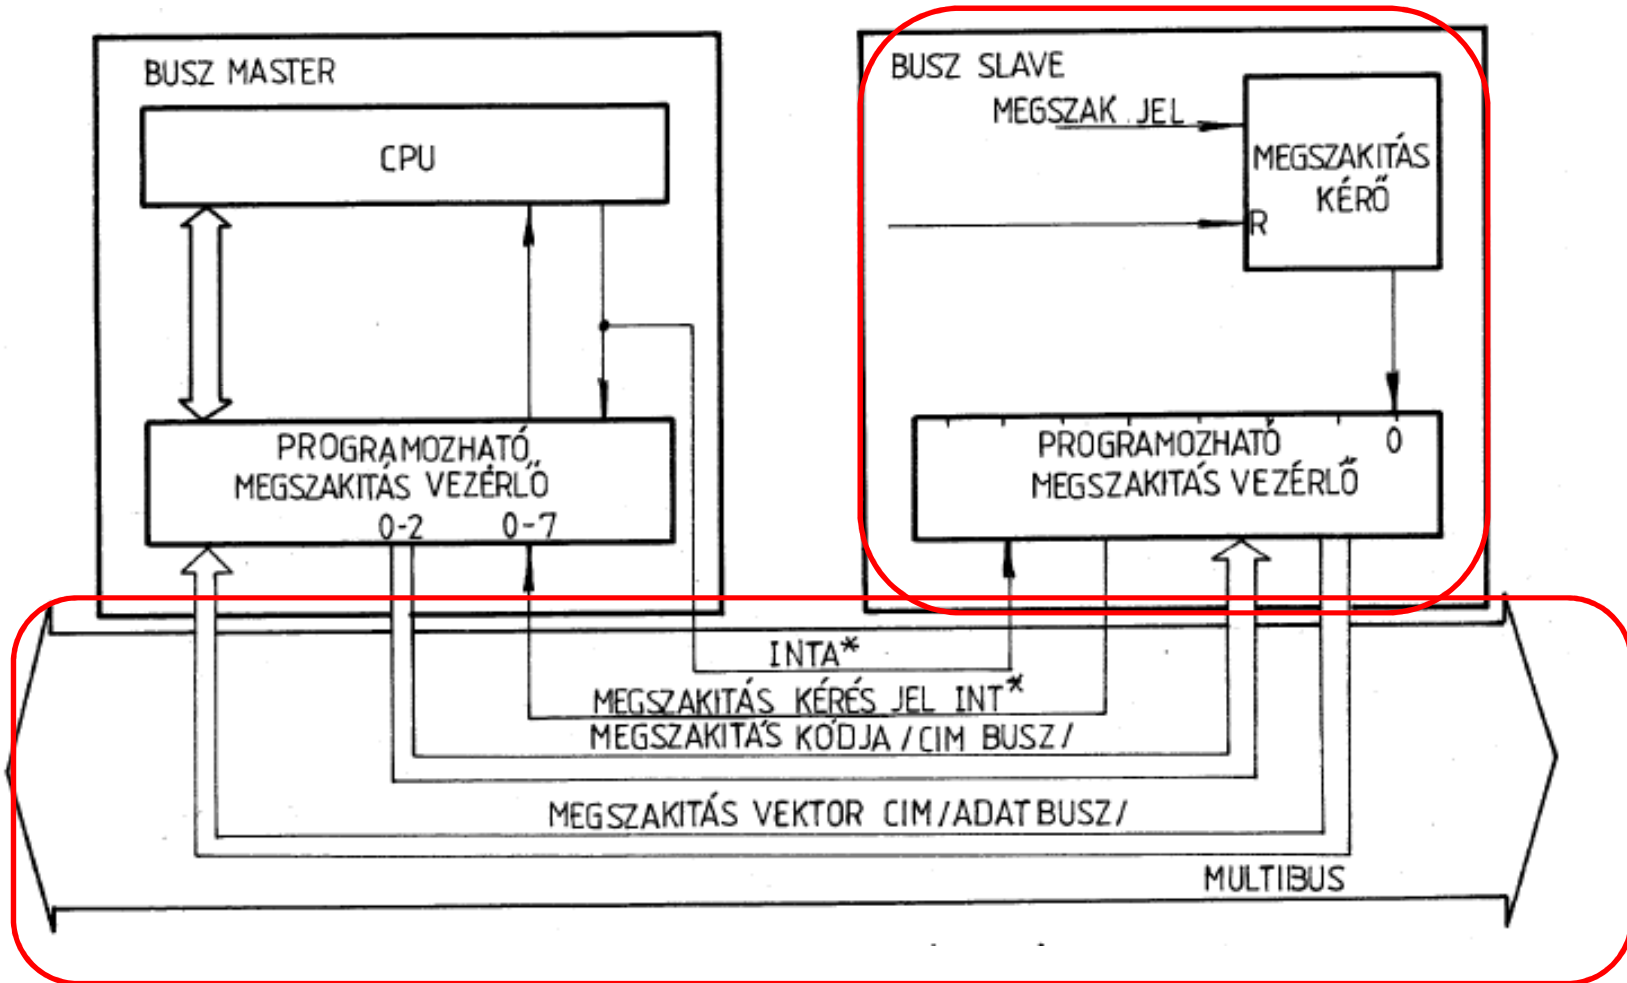 BUSZ MASTER
CPU
PROGRAMOZHATÓ
MEGSZAKITÁS VEZÉRLŐ
0-2
0-7
BUSZ SLAVE
MEGSZAK. JEL
MEGSZAKITÁS
KÉRŐ
R
0
PROGRAMOZHATÓ
MEGSZAKITÁS VEZÉRLŐ
INTA*
MEGSZAKITÁS KÉRÉS JEL INT*
MEGSZAKITÁS KÓDJA /CIM BUSZ/
MEGSZAKITÁS VEKTOR CIM/ADATBUSZ/
MULTIBUS